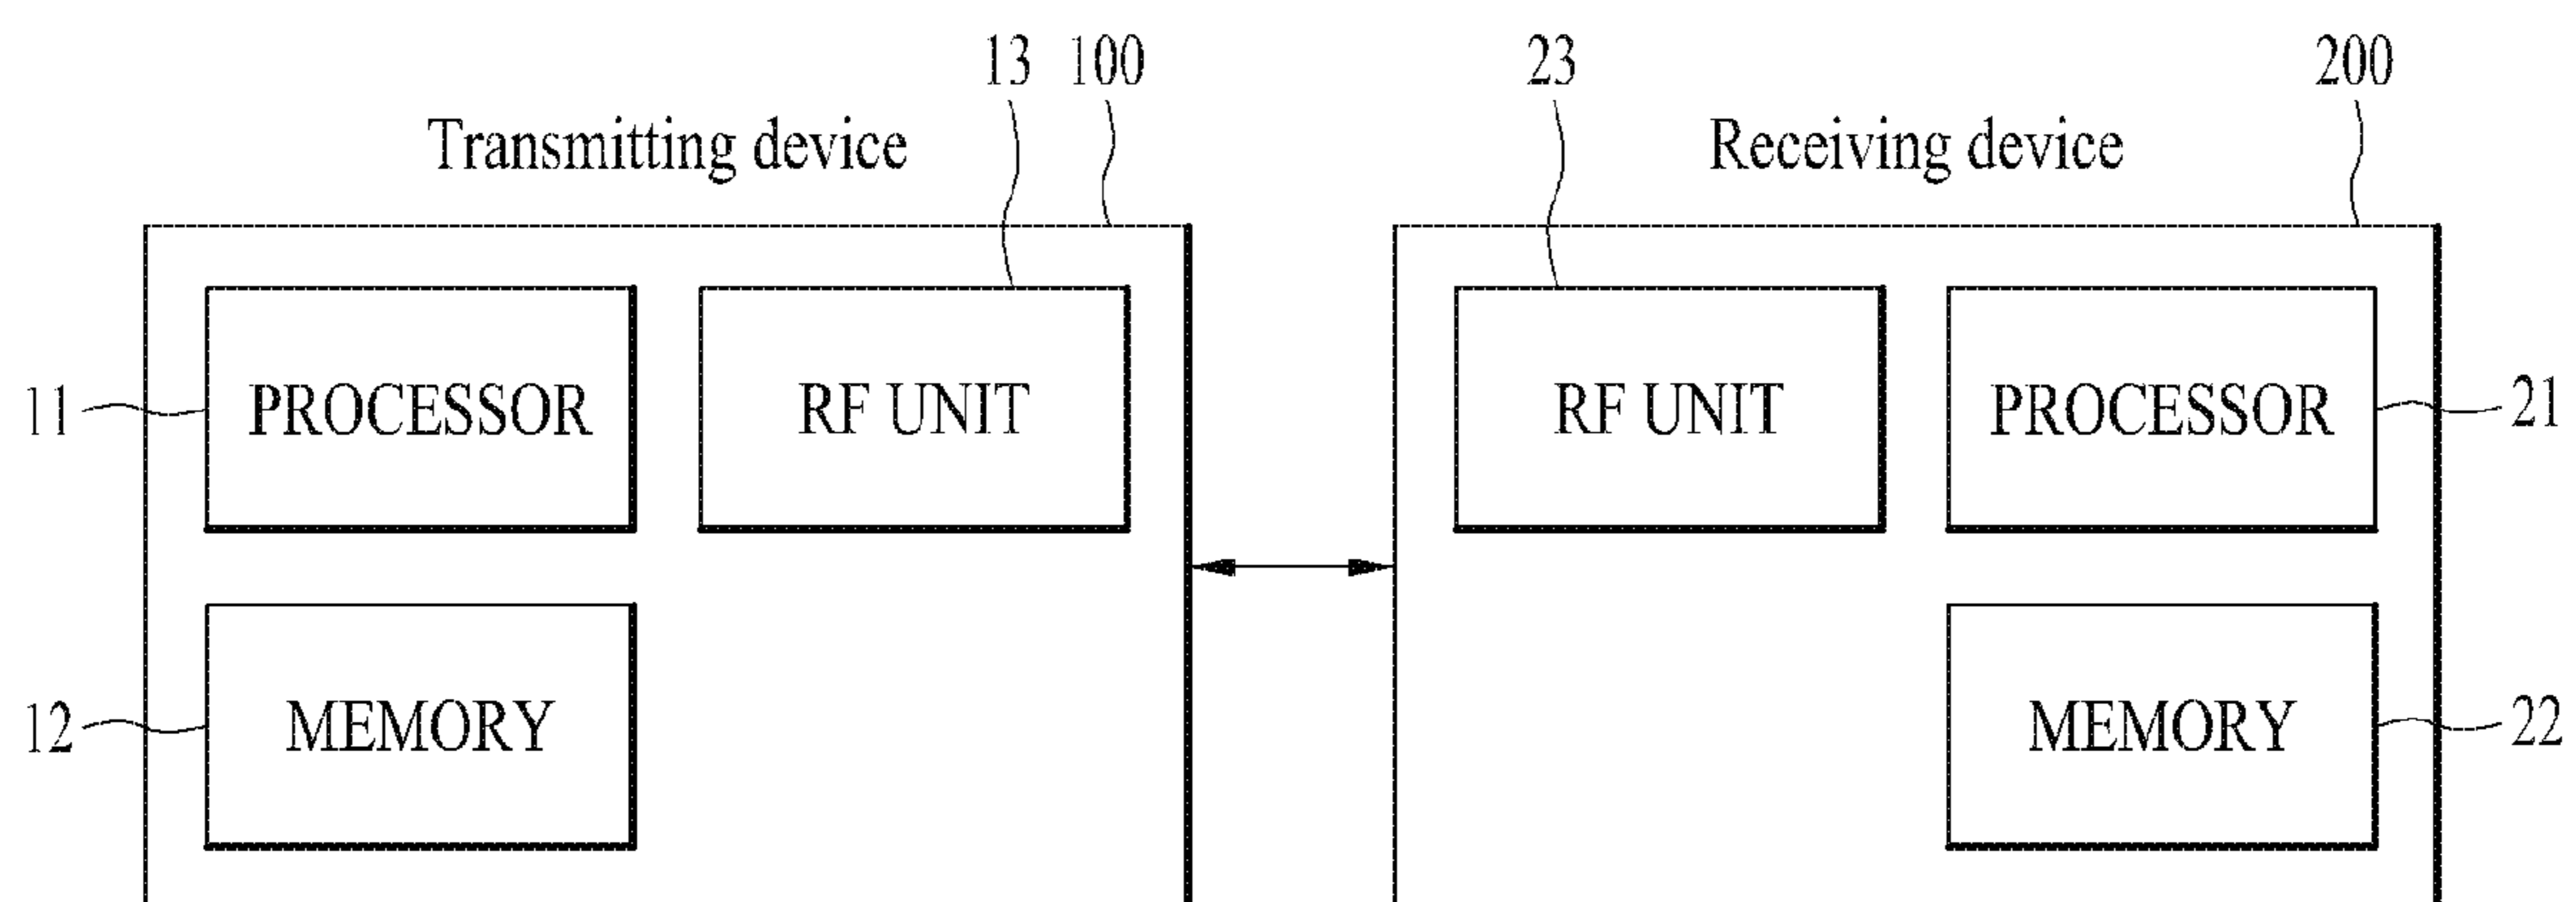 13 100 23 200
Transmitting device Receiving device
11 PROCESSOR RF UNIT RF UNIT PROCESSOR 21
12 MEMORY MEMORY 22